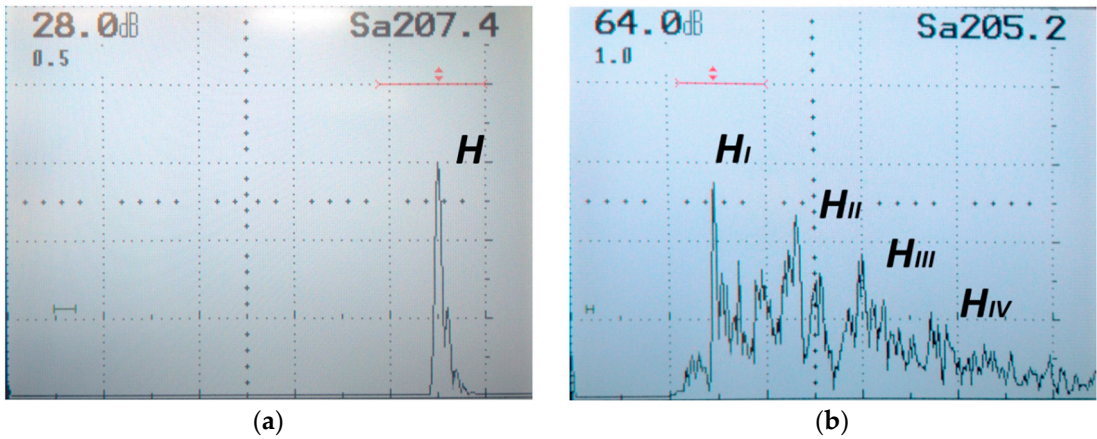 28.0dB
Sa207.4
0.5
H
64.0dB
Sa205.2
1.0
HI
HII
HIII
HIV
(a)
(b)